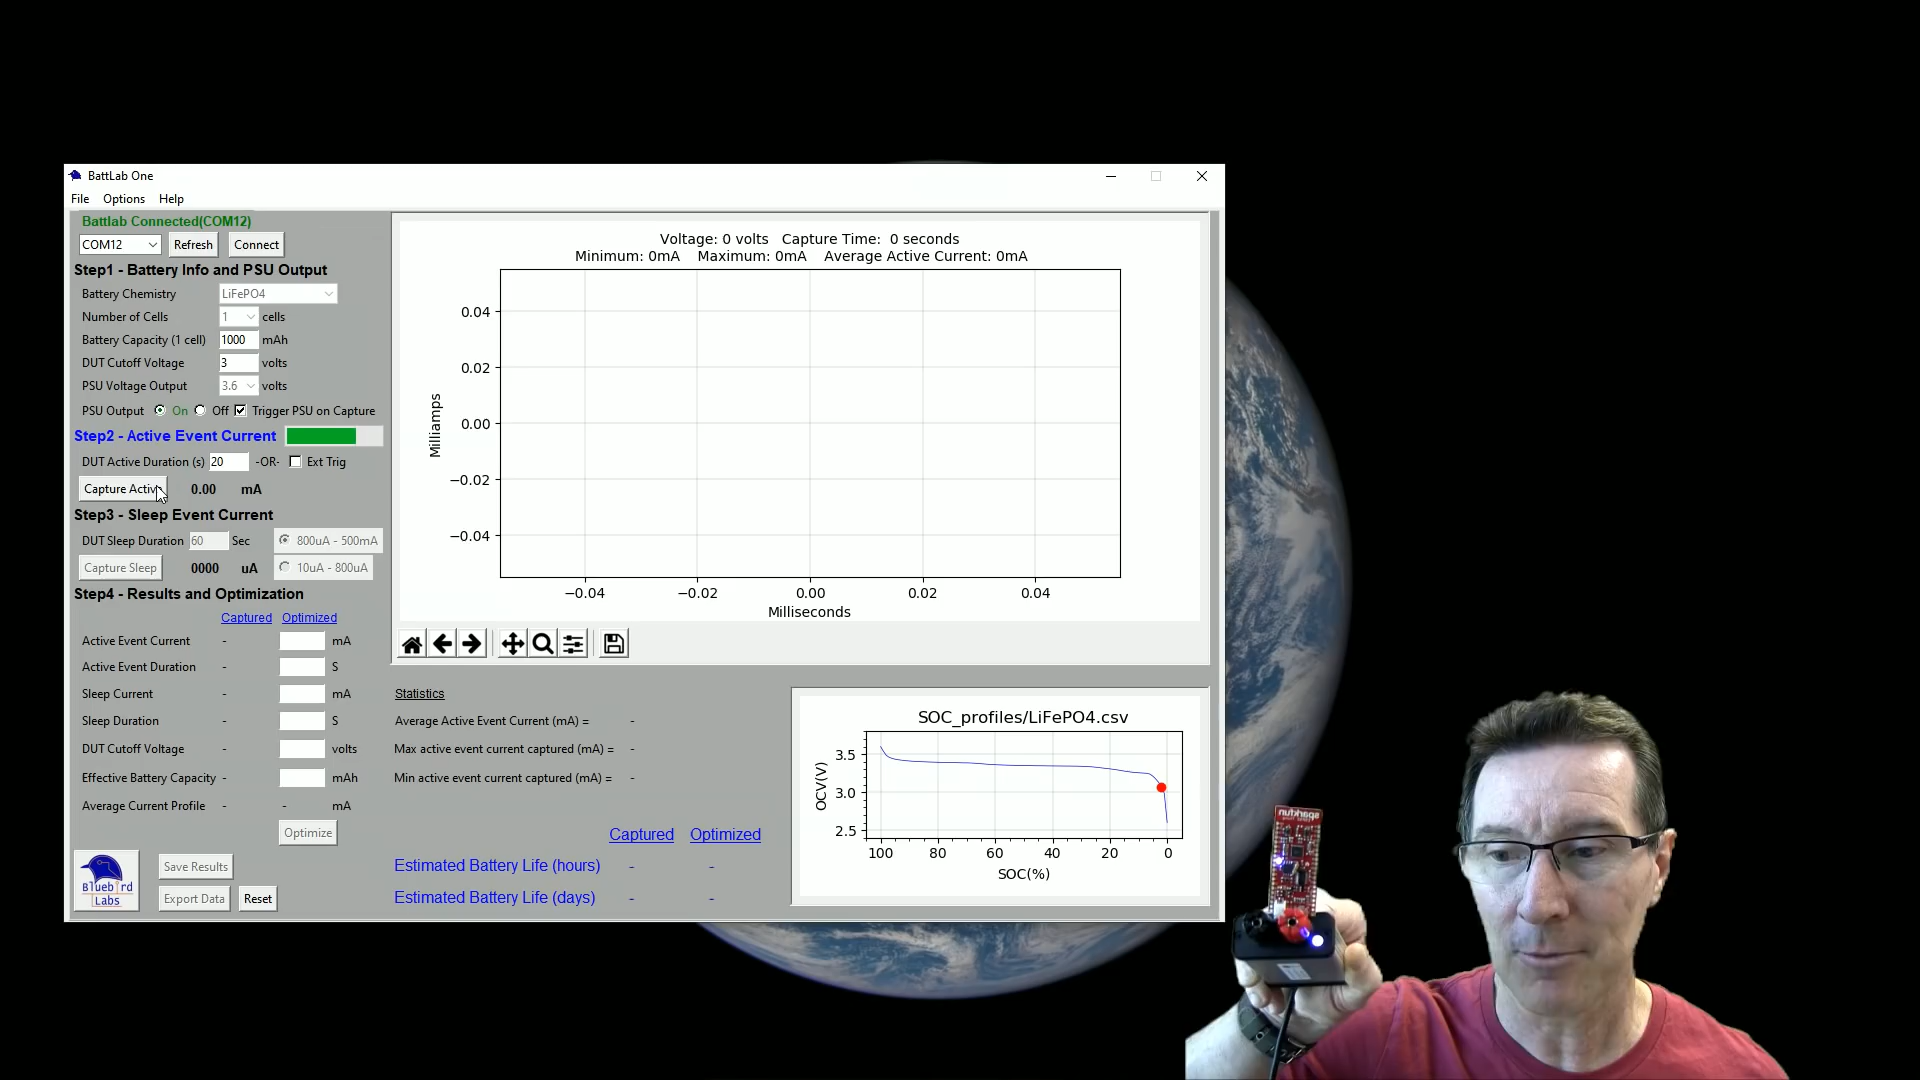 BattLab One
File Options Help
Battlab Connected(COM12)
COM12 Refresh Connect
Step1 - Battery Info and PSU Output
Battery Chemistry LiFePO4
Number of Cells 1 cells
Battery Capacity (1 cell) 1000 mAh
DUT Cutoff Voltage 3 volts
PSU Voltage Output 3.6 volts
PSU Output On Off Trigger PSU on Capture
Step2 - Active Event Current
DUT Active Duration (s) 20 -OR- Ext Trig
Capture Active 0.00 mA
Step3 - Sleep Event Current
DUT Sleep Duration 60 Sec 800uA - 500mA
Capture Sleep 0000 uA 10uA - 800uA
Step4 - Results and Optimization
Captured Optimized
Active Event Current - mA
Active Event Duration - S
Sleep Current - mA
Sleep Duration - S
DUT Cutoff Voltage - volts
Effective Battery Capacity - mAh
Average Current Profile - - mA
Optimize
Bluebird Labs
Save Results
Export Data Reset
Voltage: 0 volts Capture Time: 0 seconds
Minimum: 0mA Maximum: 0mA Average Active Current: 0mA
Milliamps
0.04
0.02
0.00
−0.02
−0.04
−0.04 −0.02 0.00 0.02 0.04
Milliseconds
Statistics
Average Active Event Current (mA) = -
Max active event current captured (mA) = -
Min active event current captured (mA) = -
Captured Optimized
Estimated Battery Life (hours) - -
Estimated Battery Life (days) - -
SOC_profiles/LiFePO4.csv
OCV(V)
3.5
3.0
2.5
100 80 60 40 20 0
SOC(%)
sparkfun